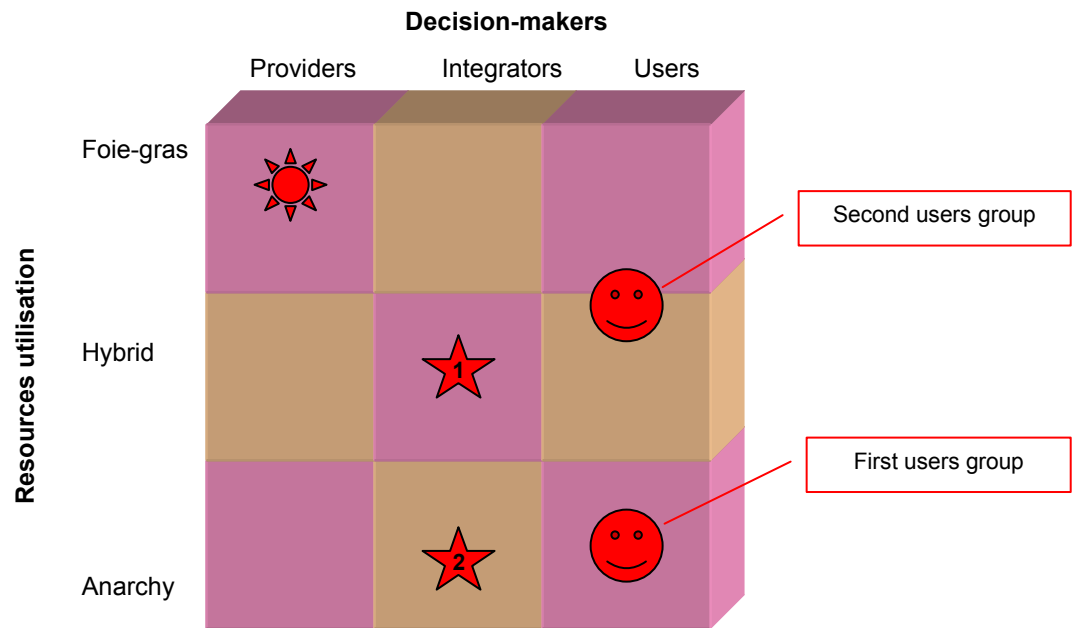 Decision-makers
Providers
Integrators
Users
Foie-gras
Second users group
Resources utilisation
Hybrid
1
First users group
2
Anarchy